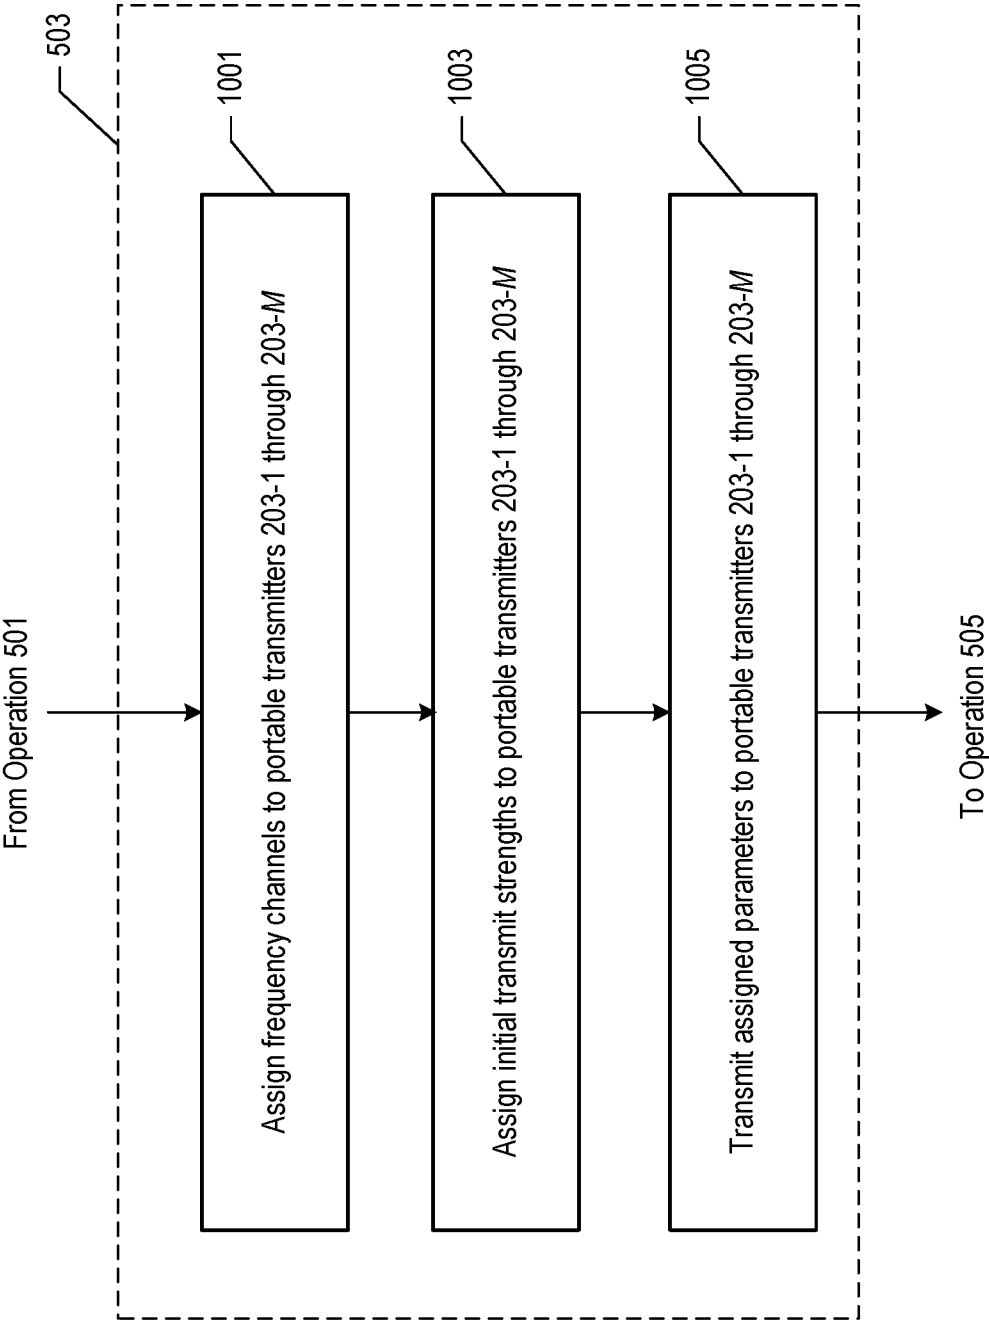 From Operation 501
503
1001
Assign frequency channels to portable transmitters 203-1 through 203-M
1003
Assign initial transmit strengths to portable transmitters 203-1 through 203-M
1005
Transmit assigned parameters to portable transmitters 203-1 through 203-M
To Operation 505